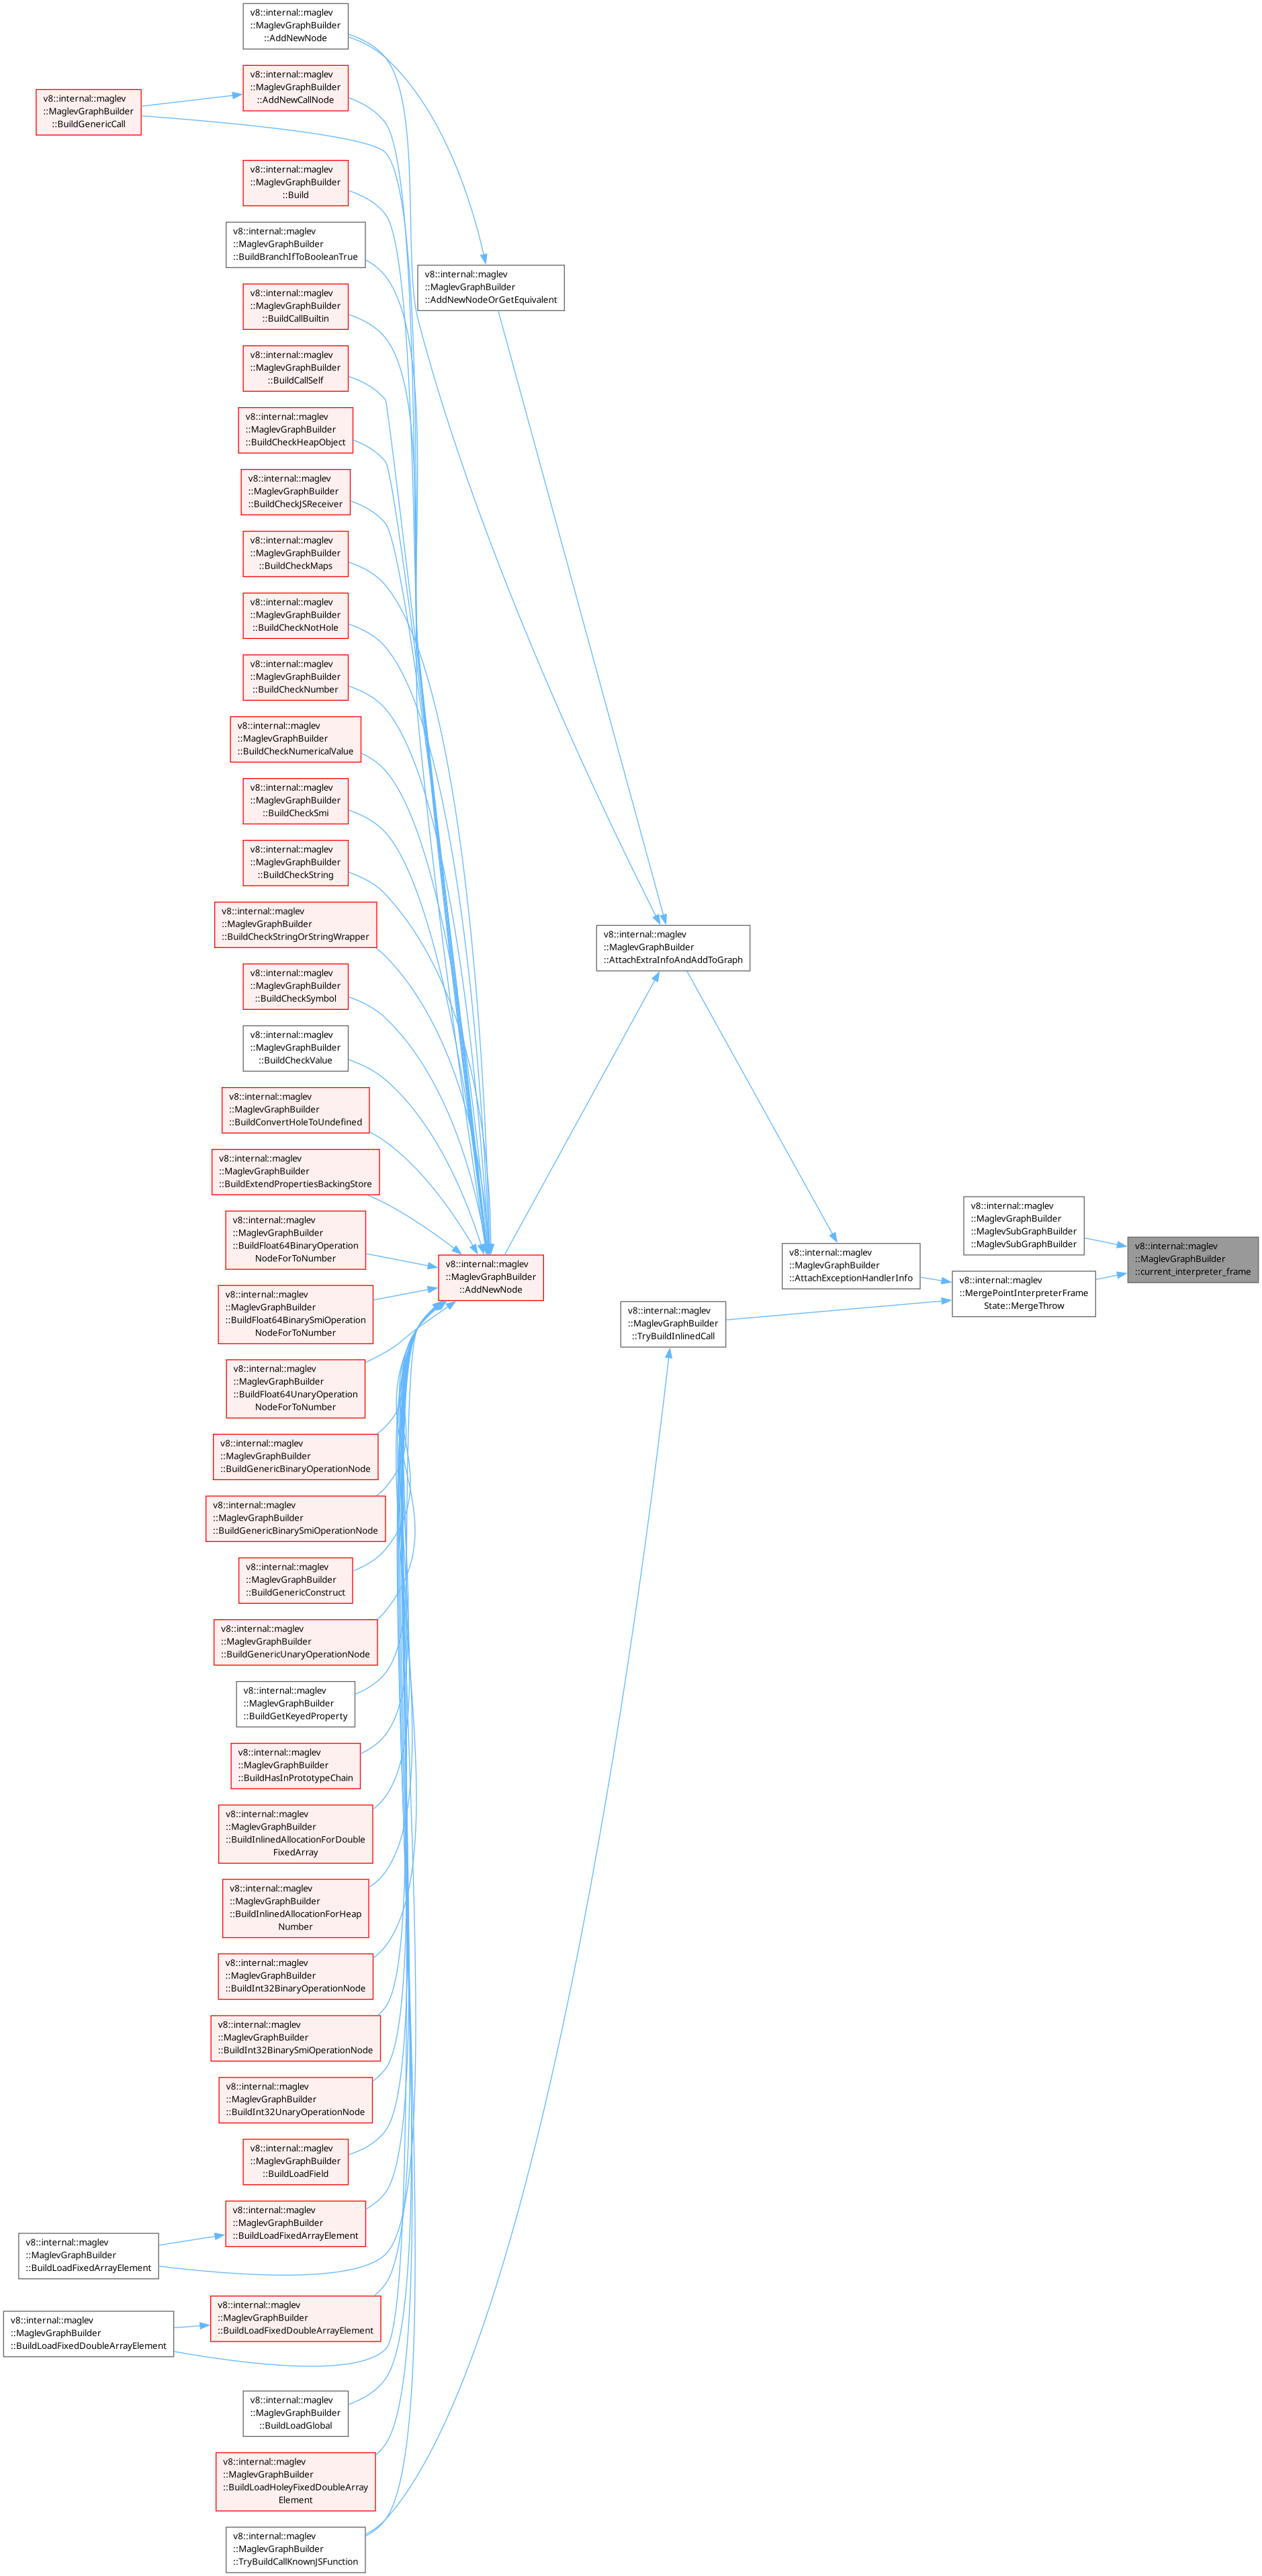 v8::internal::maglev
::MaglevGraphBuilder
::AddNewNode
v8::internal::maglev
::MaglevGraphBuilder
::AddNewCallNode
v8::internal::maglev
::MaglevGraphBuilder
::BuildGenericCall
v8::internal::maglev
::MaglevGraphBuilder
::Build
v8::internal::maglev
::MaglevGraphBuilder
::BuildBranchIfToBooleanTrue
v8::internal::maglev
::MaglevGraphBuilder
::AddNewNodeOrGetEquivalent
v8::internal::maglev
::MaglevGraphBuilder
::BuildCallBuiltin
v8::internal::maglev
::MaglevGraphBuilder
::BuildCallSelf
v8::internal::maglev
::MaglevGraphBuilder
::BuildCheckHeapObject
v8::internal::maglev
::MaglevGraphBuilder
::BuildCheckJSReceiver
v8::internal::maglev
::MaglevGraphBuilder
::BuildCheckMaps
v8::internal::maglev
::MaglevGraphBuilder
::BuildCheckNotHole
v8::internal::maglev
::MaglevGraphBuilder
::BuildCheckNumber
v8::internal::maglev
::MaglevGraphBuilder
::BuildCheckNumericalValue
v8::internal::maglev
::MaglevGraphBuilder
::BuildCheckSmi
v8::internal::maglev
::MaglevGraphBuilder
::BuildCheckString
v8::internal::maglev
::MaglevGraphBuilder
::BuildCheckStringOrStringWrapper
v8::internal::maglev
::MaglevGraphBuilder
::AttachExtraInfoAndAddToGraph
v8::internal::maglev
::MaglevGraphBuilder
::BuildCheckSymbol
v8::internal::maglev
::MaglevGraphBuilder
::BuildCheckValue
v8::internal::maglev
::MaglevGraphBuilder
::BuildConvertHoleToUndefined
v8::internal::maglev
::MaglevGraphBuilder
::BuildExtendPropertiesBackingStore
v8::internal::maglev
::MaglevGraphBuilder
::MaglevSubGraphBuilder
::MaglevSubGraphBuilder
v8::internal::maglev
::MaglevGraphBuilder
::BuildFloat64BinaryOperation
NodeForToNumber
v8::internal::maglev
::MaglevGraphBuilder
::current_interpreter_frame
v8::internal::maglev
::MaglevGraphBuilder
::AttachExceptionHandlerInfo
v8::internal::maglev
::MaglevGraphBuilder
::AddNewNode
v8::internal::maglev
::MergePointInterpreterFrame
State::MergeThrow
v8::internal::maglev
::MaglevGraphBuilder
::BuildFloat64BinarySmiOperation
NodeForToNumber
v8::internal::maglev
::MaglevGraphBuilder
::TryBuildInlinedCall
v8::internal::maglev
::MaglevGraphBuilder
::BuildFloat64UnaryOperation
NodeForToNumber
v8::internal::maglev
::MaglevGraphBuilder
::BuildGenericBinaryOperationNode
v8::internal::maglev
::MaglevGraphBuilder
::BuildGenericBinarySmiOperationNode
v8::internal::maglev
::MaglevGraphBuilder
::BuildGenericConstruct
v8::internal::maglev
::MaglevGraphBuilder
::BuildGenericUnaryOperationNode
v8::internal::maglev
::MaglevGraphBuilder
::BuildGetKeyedProperty
v8::internal::maglev
::MaglevGraphBuilder
::BuildHasInPrototypeChain
v8::internal::maglev
::MaglevGraphBuilder
::BuildInlinedAllocationForDouble
FixedArray
v8::internal::maglev
::MaglevGraphBuilder
::BuildInlinedAllocationForHeap
Number
v8::internal::maglev
::MaglevGraphBuilder
::BuildInt32BinaryOperationNode
v8::internal::maglev
::MaglevGraphBuilder
::BuildInt32BinarySmiOperationNode
v8::internal::maglev
::MaglevGraphBuilder
::BuildInt32UnaryOperationNode
v8::internal::maglev
::MaglevGraphBuilder
::BuildLoadField
v8::internal::maglev
::MaglevGraphBuilder
::BuildLoadFixedArrayElement
v8::internal::maglev
::MaglevGraphBuilder
::BuildLoadFixedArrayElement
v8::internal::maglev
::MaglevGraphBuilder
::BuildLoadFixedDoubleArrayElement
v8::internal::maglev
::MaglevGraphBuilder
::BuildLoadFixedDoubleArrayElement
v8::internal::maglev
::MaglevGraphBuilder
::BuildLoadGlobal
v8::internal::maglev
::MaglevGraphBuilder
::BuildLoadHoleyFixedDoubleArray
Element
v8::internal::maglev
::MaglevGraphBuilder
::TryBuildCallKnownJSFunction